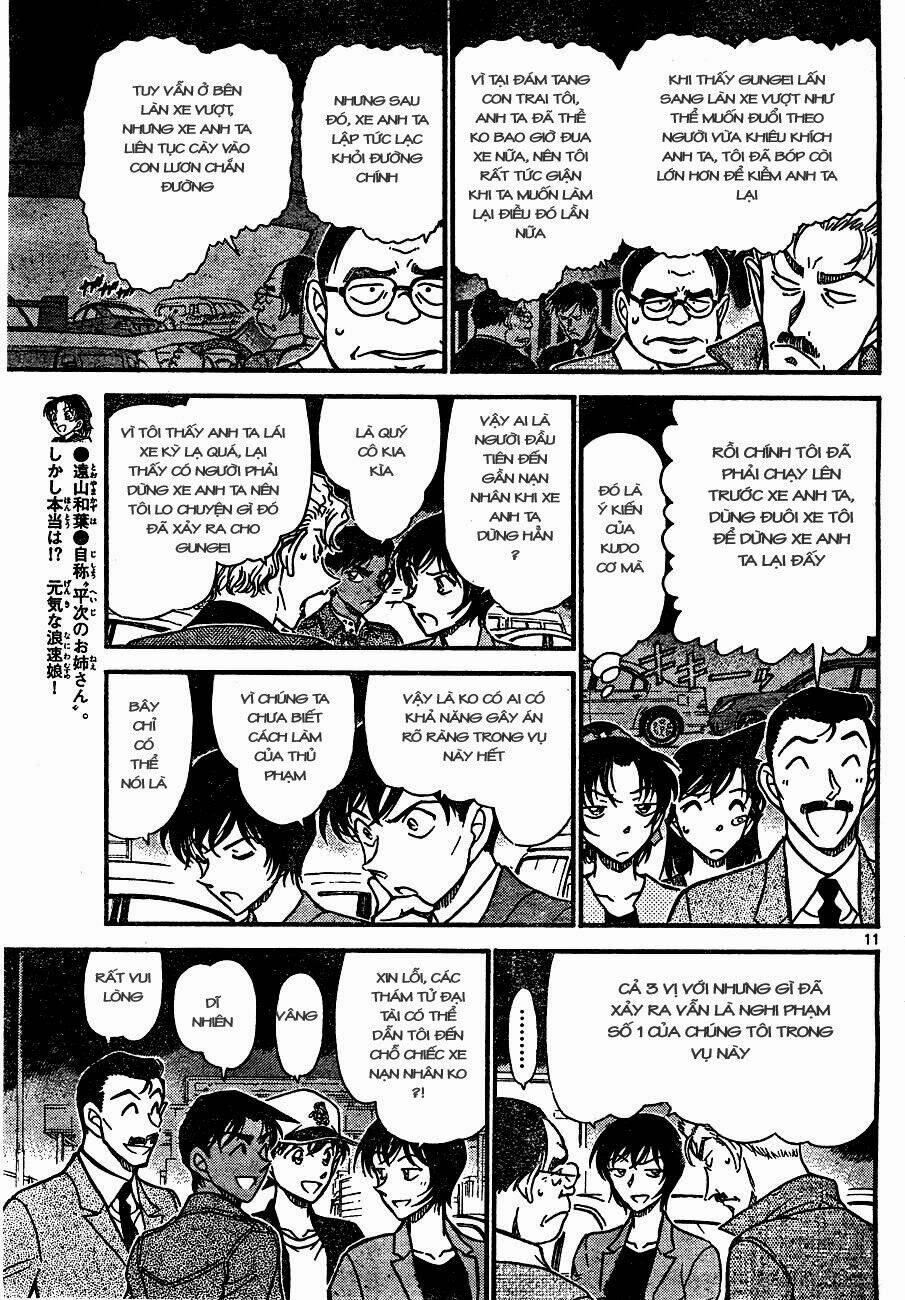 KHI THẤY GUNGEI LẤN
SANG LÀN XE VƯỢT NHƯ
THỂ MUỐN ĐUỔI THEO
NGƯỜI VỪA KHIÊU KHÍCH
ANH TA, TÔI ĐÃ BÓP CÒI
LỚN HƠN ĐỂ KIỀM ANH TA
LẠI
VÌ TẠI ĐÁM TANG
CON TRAI TÔI,
ANH TA ĐÃ THỀ
KO BAO GIỜ ĐUA
XE NỮA, NÊN TÔI
RẤT TỨC GIẬN
KHI TA MUỐN LÀM
LẠI ĐIỀU ĐÓ LẦN
NỮA
NHƯNG SAU
ĐÓ, XE ANH TA
LẬP TỨC LẠC
KHỎI ĐƯỜNG
CHÍNH
TUY VẪN Ở BÊN
LÀN XE VƯỢT,
NHƯNG XE ANH TA
LIÊN TỤC CÀY VÀO
CON LƯƠN CHẮN
ĐƯỜNG
RỒI CHÍNH TÔI ĐÃ
PHẢI CHẠY LÊN
TRƯỚC XE ANH TA,
DÙNG ĐUÔI XE TÔI
ĐỂ DỪNG XE ANH
TA LẠI ĐẤY
ĐÓ LÀ
Ý KIẾN
CỦA
KUDO
CƠ MÀ
VẬY AI LÀ
NGƯỜI ĐẦU
TIÊN ĐẾN
GẦN NẠN
NHÂN KHI XE
ANH TA
DỪNG HẲN
?
LÀ QUÝ
CÔ KIA
KÌA
VÌ TÔI THẤY ANH TA LÁI
XE KỲ LẠ QUÁ, LẠI
THẤY CÓ NGƯỜI PHẢI
DỪNG XE ANH TA NÊN
TÔI LO CHUYỆN GÌ ĐÓ
ĐÃ XẢY RA CHO
GUNGEI
●遠山和葉●自称“平次のお姉さん”。
しかし本当は!? 元気な浪速娘!
VẬY LÀ KO CÓ AI CÓ
KHẢ NĂNG GÂY ÁN
RÕ RÀNG TRONG VỤ
NÀY HẾT
VÌ CHÚNG TA
CHƯA BIẾT
CÁCH LÀM
CỦA THỦ
PHẠM
BÂY
CHỈ
CÓ
THỂ
NÓI LÀ
11
CẢ 3 VỊ VỚI NHƯNG GÌ ĐÃ
XẢY RA VẪN LÀ NGHI PHẠM
SỐ 1 CỦA CHÚNG TÔI TRONG
VỤ NÀY
………
XIN LỖI, CÁC
THÁM TỬ ĐẠI
TÀI CÓ THỂ
DẪN TÔI ĐẾN
CHỖ CHIẾC XE
NẠN NHÂN KO
?!
VÂNG
DĨ
NHIÊN
RẤT VUI
LÒNG